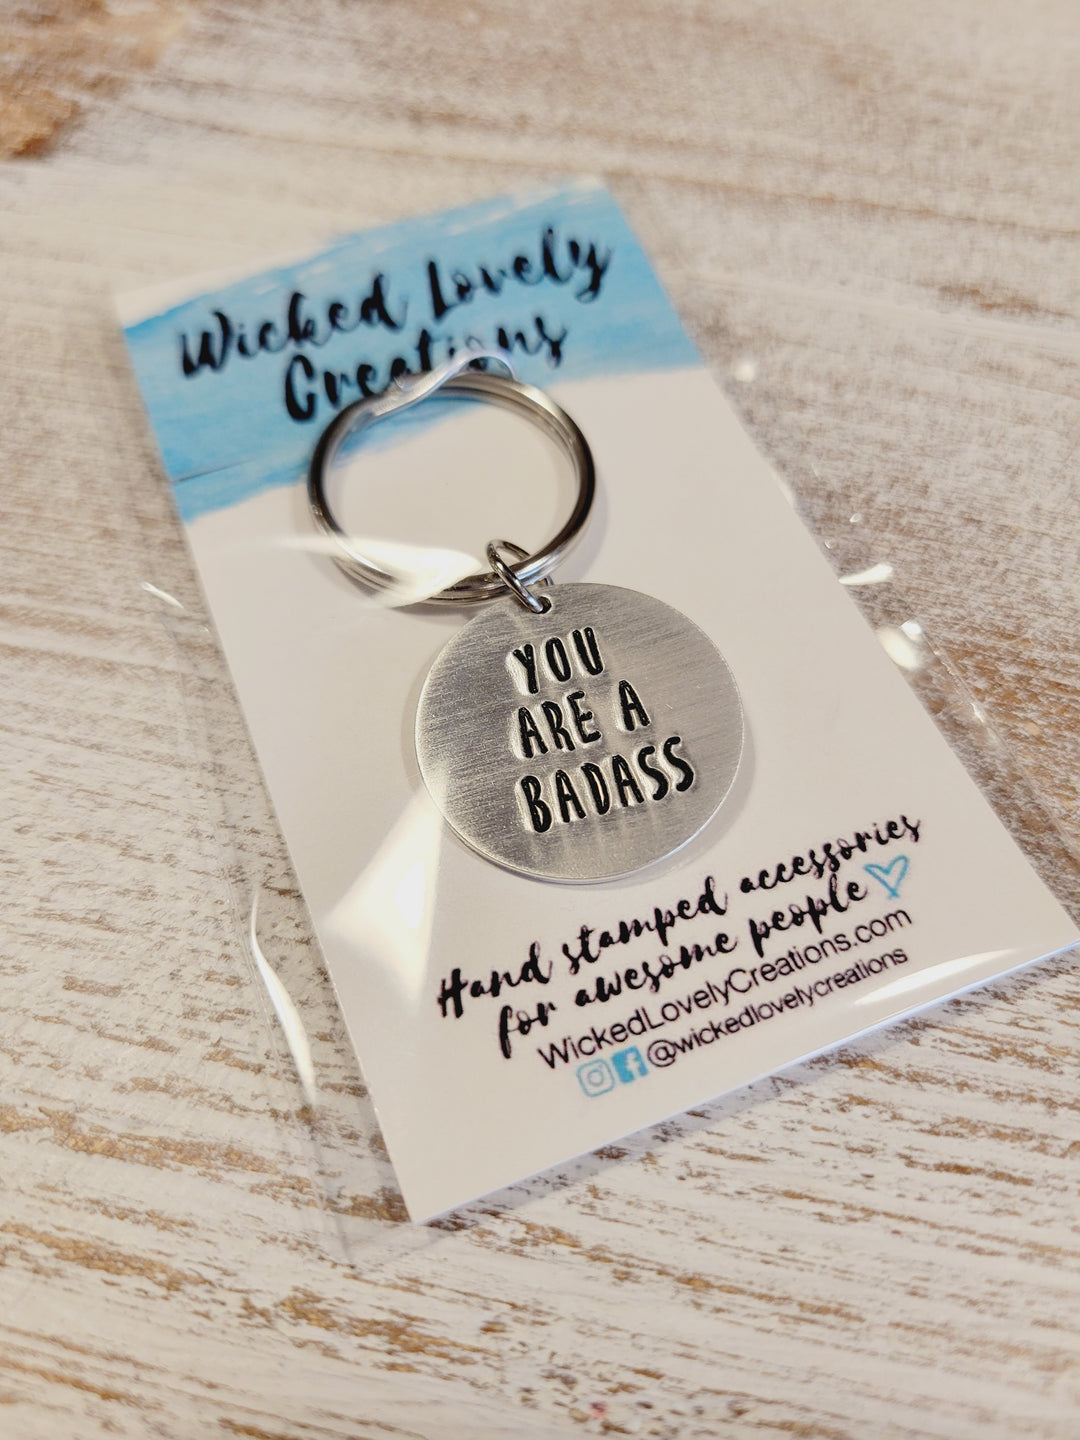 Wicked Lovely
Creations
YOU
ARE A
BADASS
Hand stamped accessories
for awesome people
WickedLovelyCreations.com
@wickedlovelycreations